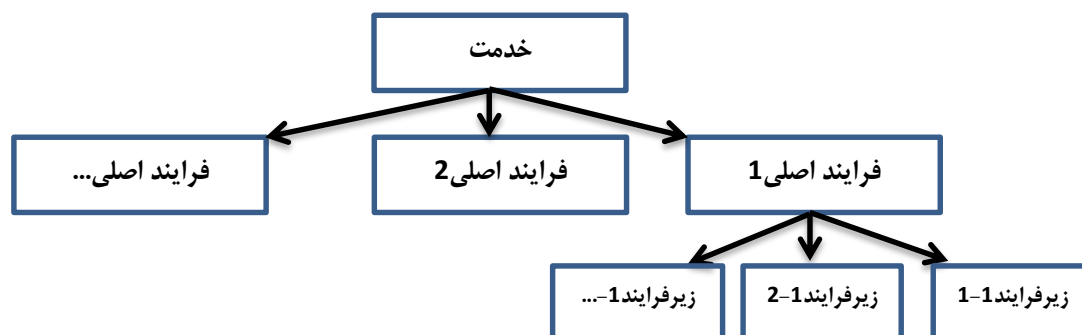 خدمت
فرایند اصلی1
فرایند اصلی2
فرایند اصلی...
زیرفرایند1-1
زیرفرایند1-2
زیرفرایند1-...